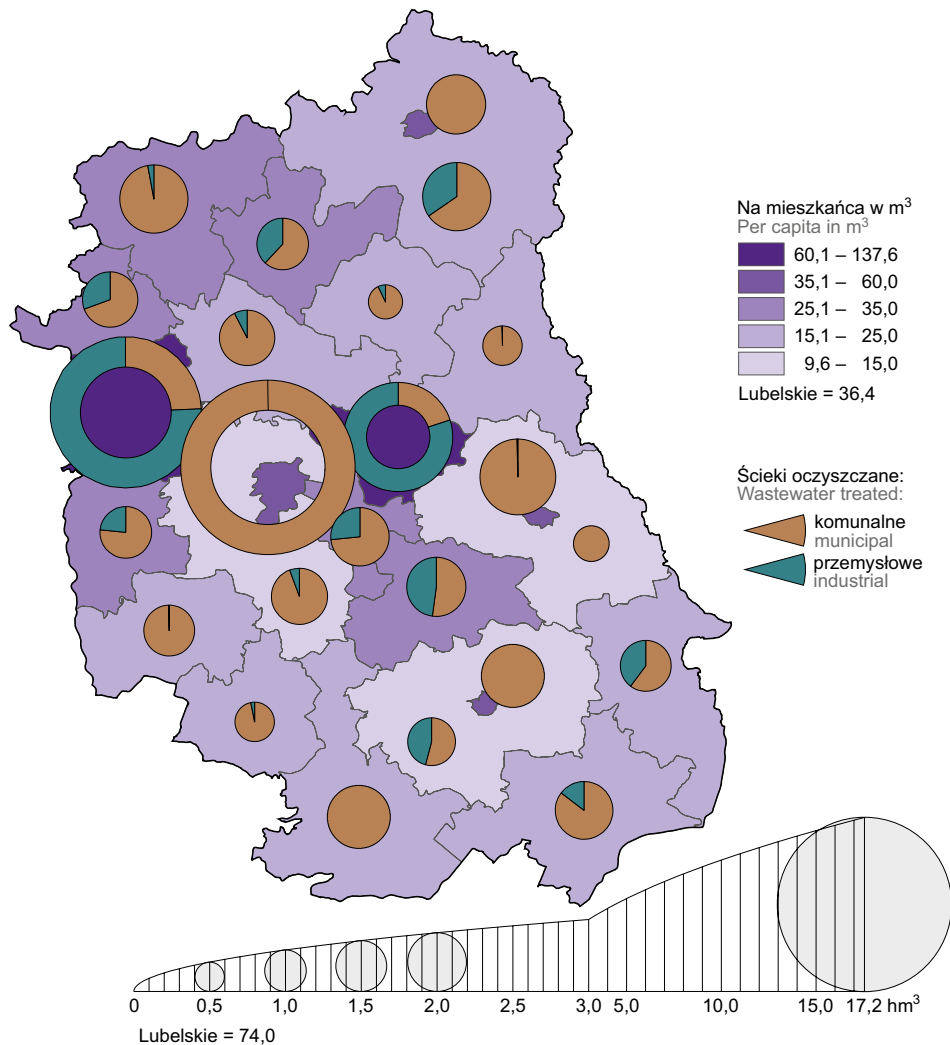 Na mieszkańca w m³
Per capita in m³
60,1 – 137,6
35,1 – 60,0
25,1 – 35,0
15,1 – 25,0
9,6 – 15,0
Lubelskie = 36,4
Ścieki oczyszczane:
Wastewater treated:
komunalne
municipal
przemysłowe
industrial
0 0,5 1,0 1,5 2,0 2,5 3,0 5,0 10,0 15,0 17,2 hm³
Lubelskie = 74,0